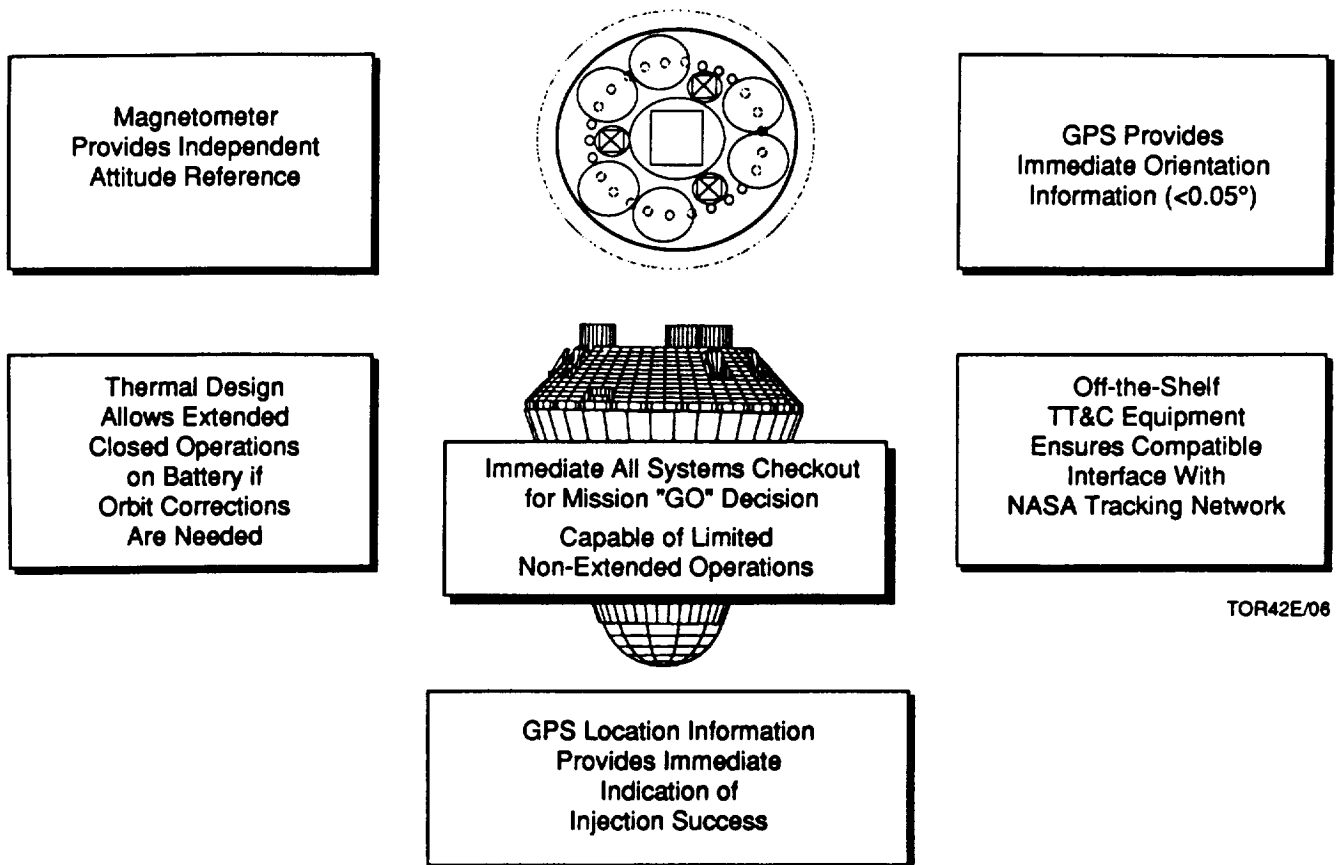 Magnetometer
Provides Independent
Attitude Reference
GPS Provides
Immediate Orientation
Information (<0.05°)
Thermal Design
Allows Extended
Closed Operations
on Battery if
Orbit Corrections
Are Needed
Immediate All Systems Checkout
for Mission "GO" Decision
Capable of Limited
Non-Extended Operations
Off-the-Shelf
TT&C Equipment
Ensures Compatible
Interface With
NASA Tracking Network
TOR42E/06
GPS Location Information
Provides Immediate
Indication of
Injection Success